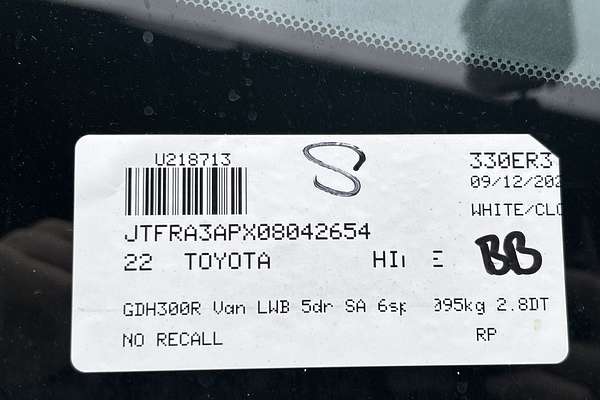 U218713
S
330ER3
09/12/202
WHITE/CLO
JTFRA3APX08042654
22 TOYOTA
BB
GDH300R Van LWB 5dr SA 095kg 2.8DT
NO RECALL RP